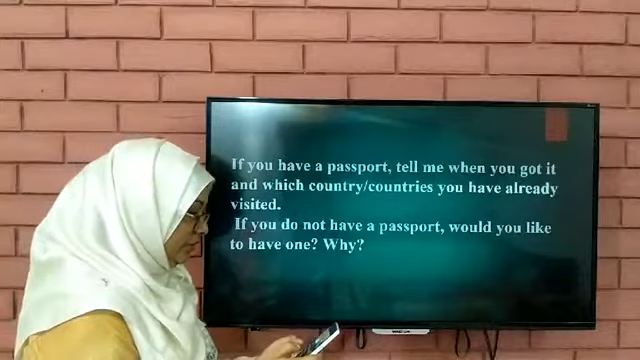 If you have a passport, tell me when you got it
and which country/countries you have already
visited.
If you do not have a passport, would you like
to have one? Why?